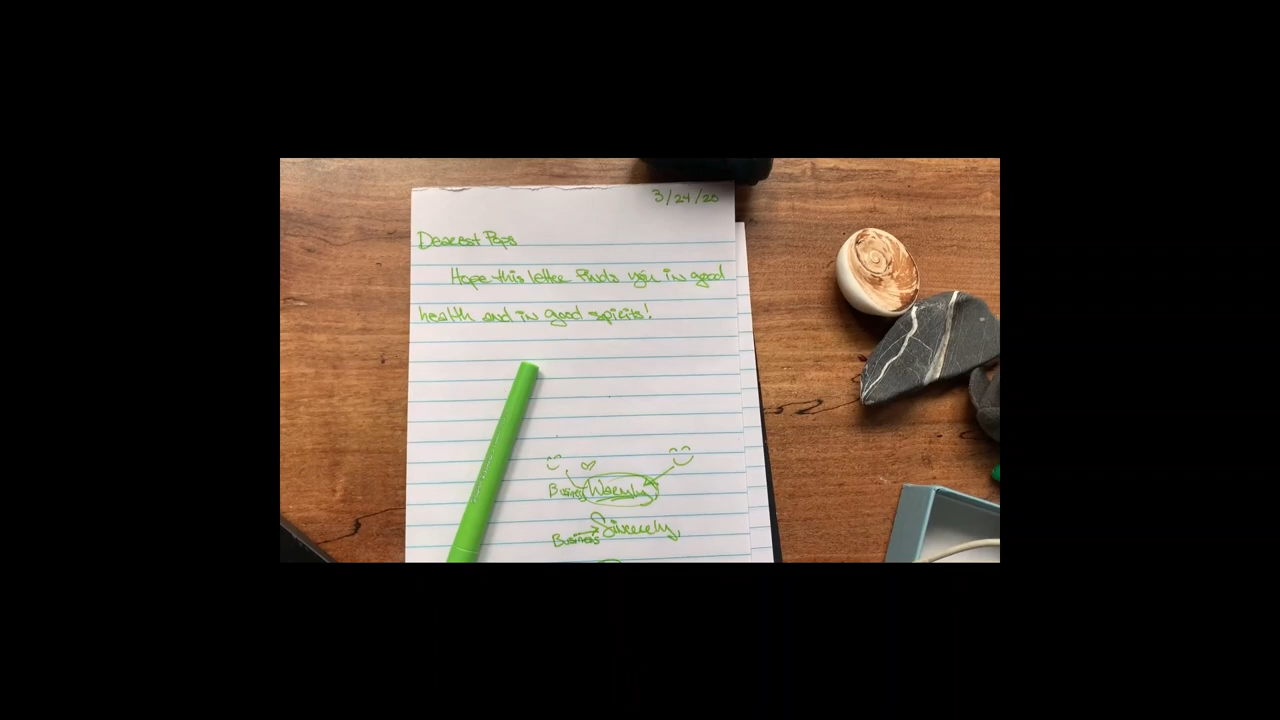 3/24/20
Dearest Pops
Hope this letter finds you in good
health and in good spirits!
Business Warmly,
Business Sincerely,